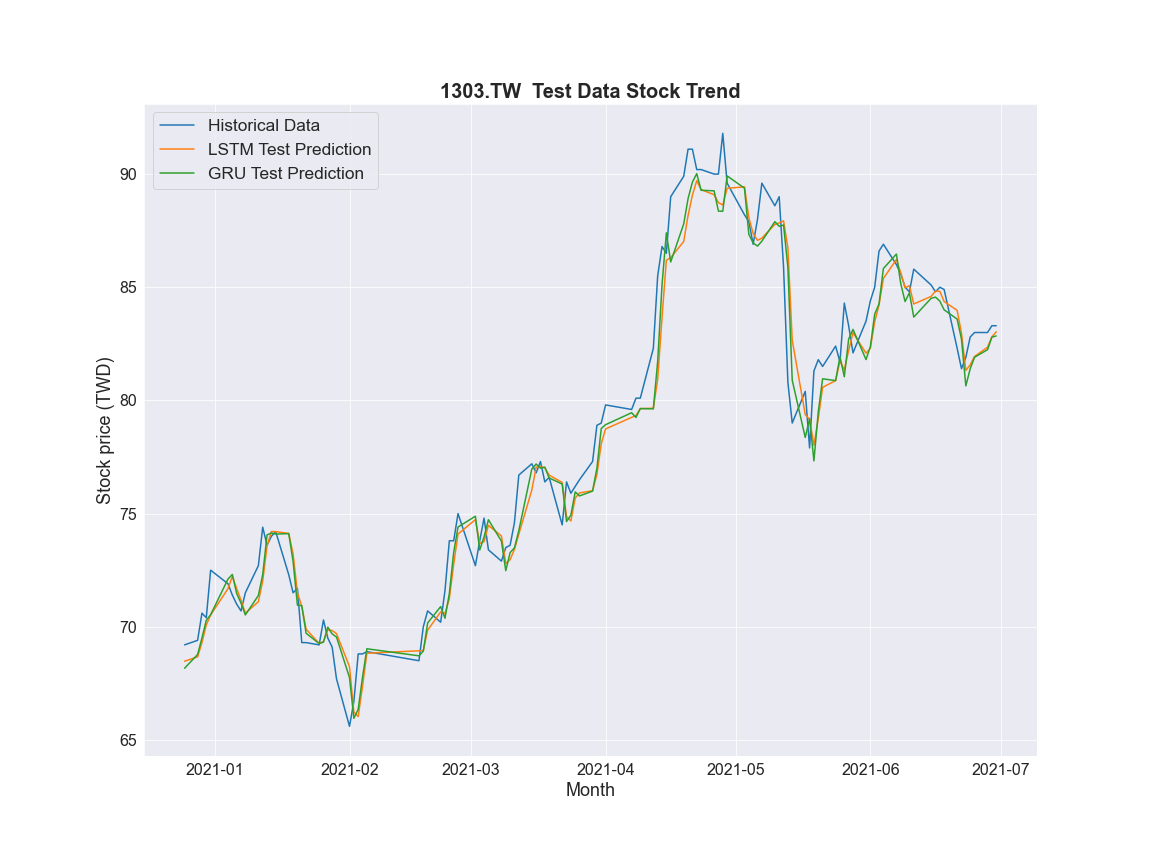 1303.TW  Test Data Stock Trend
Historical Data
LSTM Test Prediction
GRU Test Prediction
Stock price (TWD)
90
85
80
75
70
65
2021-01 2021-02 2021-03 2021-04 2021-05 2021-06 2021-07
Month